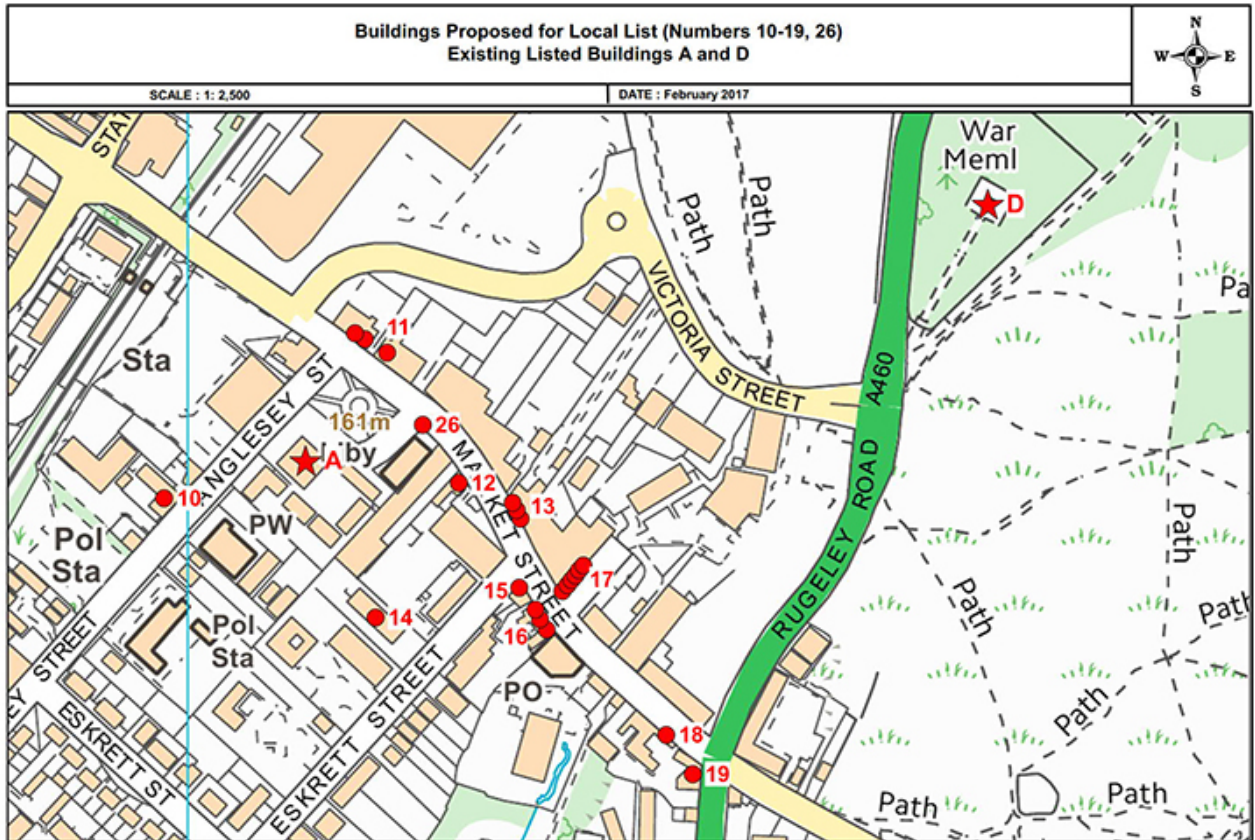 Buildings Proposed for Local List (Numbers 10-19, 26)
Existing Listed Buildings A and D
N
W
E
S
SCALE : 1: 2,500
DATE : February 2017
STAT
War
Meml
D
Path
Path
VICTORIA STREET
Pa
11
Sta
ANGLESEY ST
161m
26
A
by
MARKET STREET
12
A460
10
13
PW
Pol
Sta
RUGELEY ROAD
Path
15
17
14
Path
Path
Pol
Sta
16
EY STREET
PO
ESKRETT STREET
ESKRETT ST
Path
18
19
Path
Path